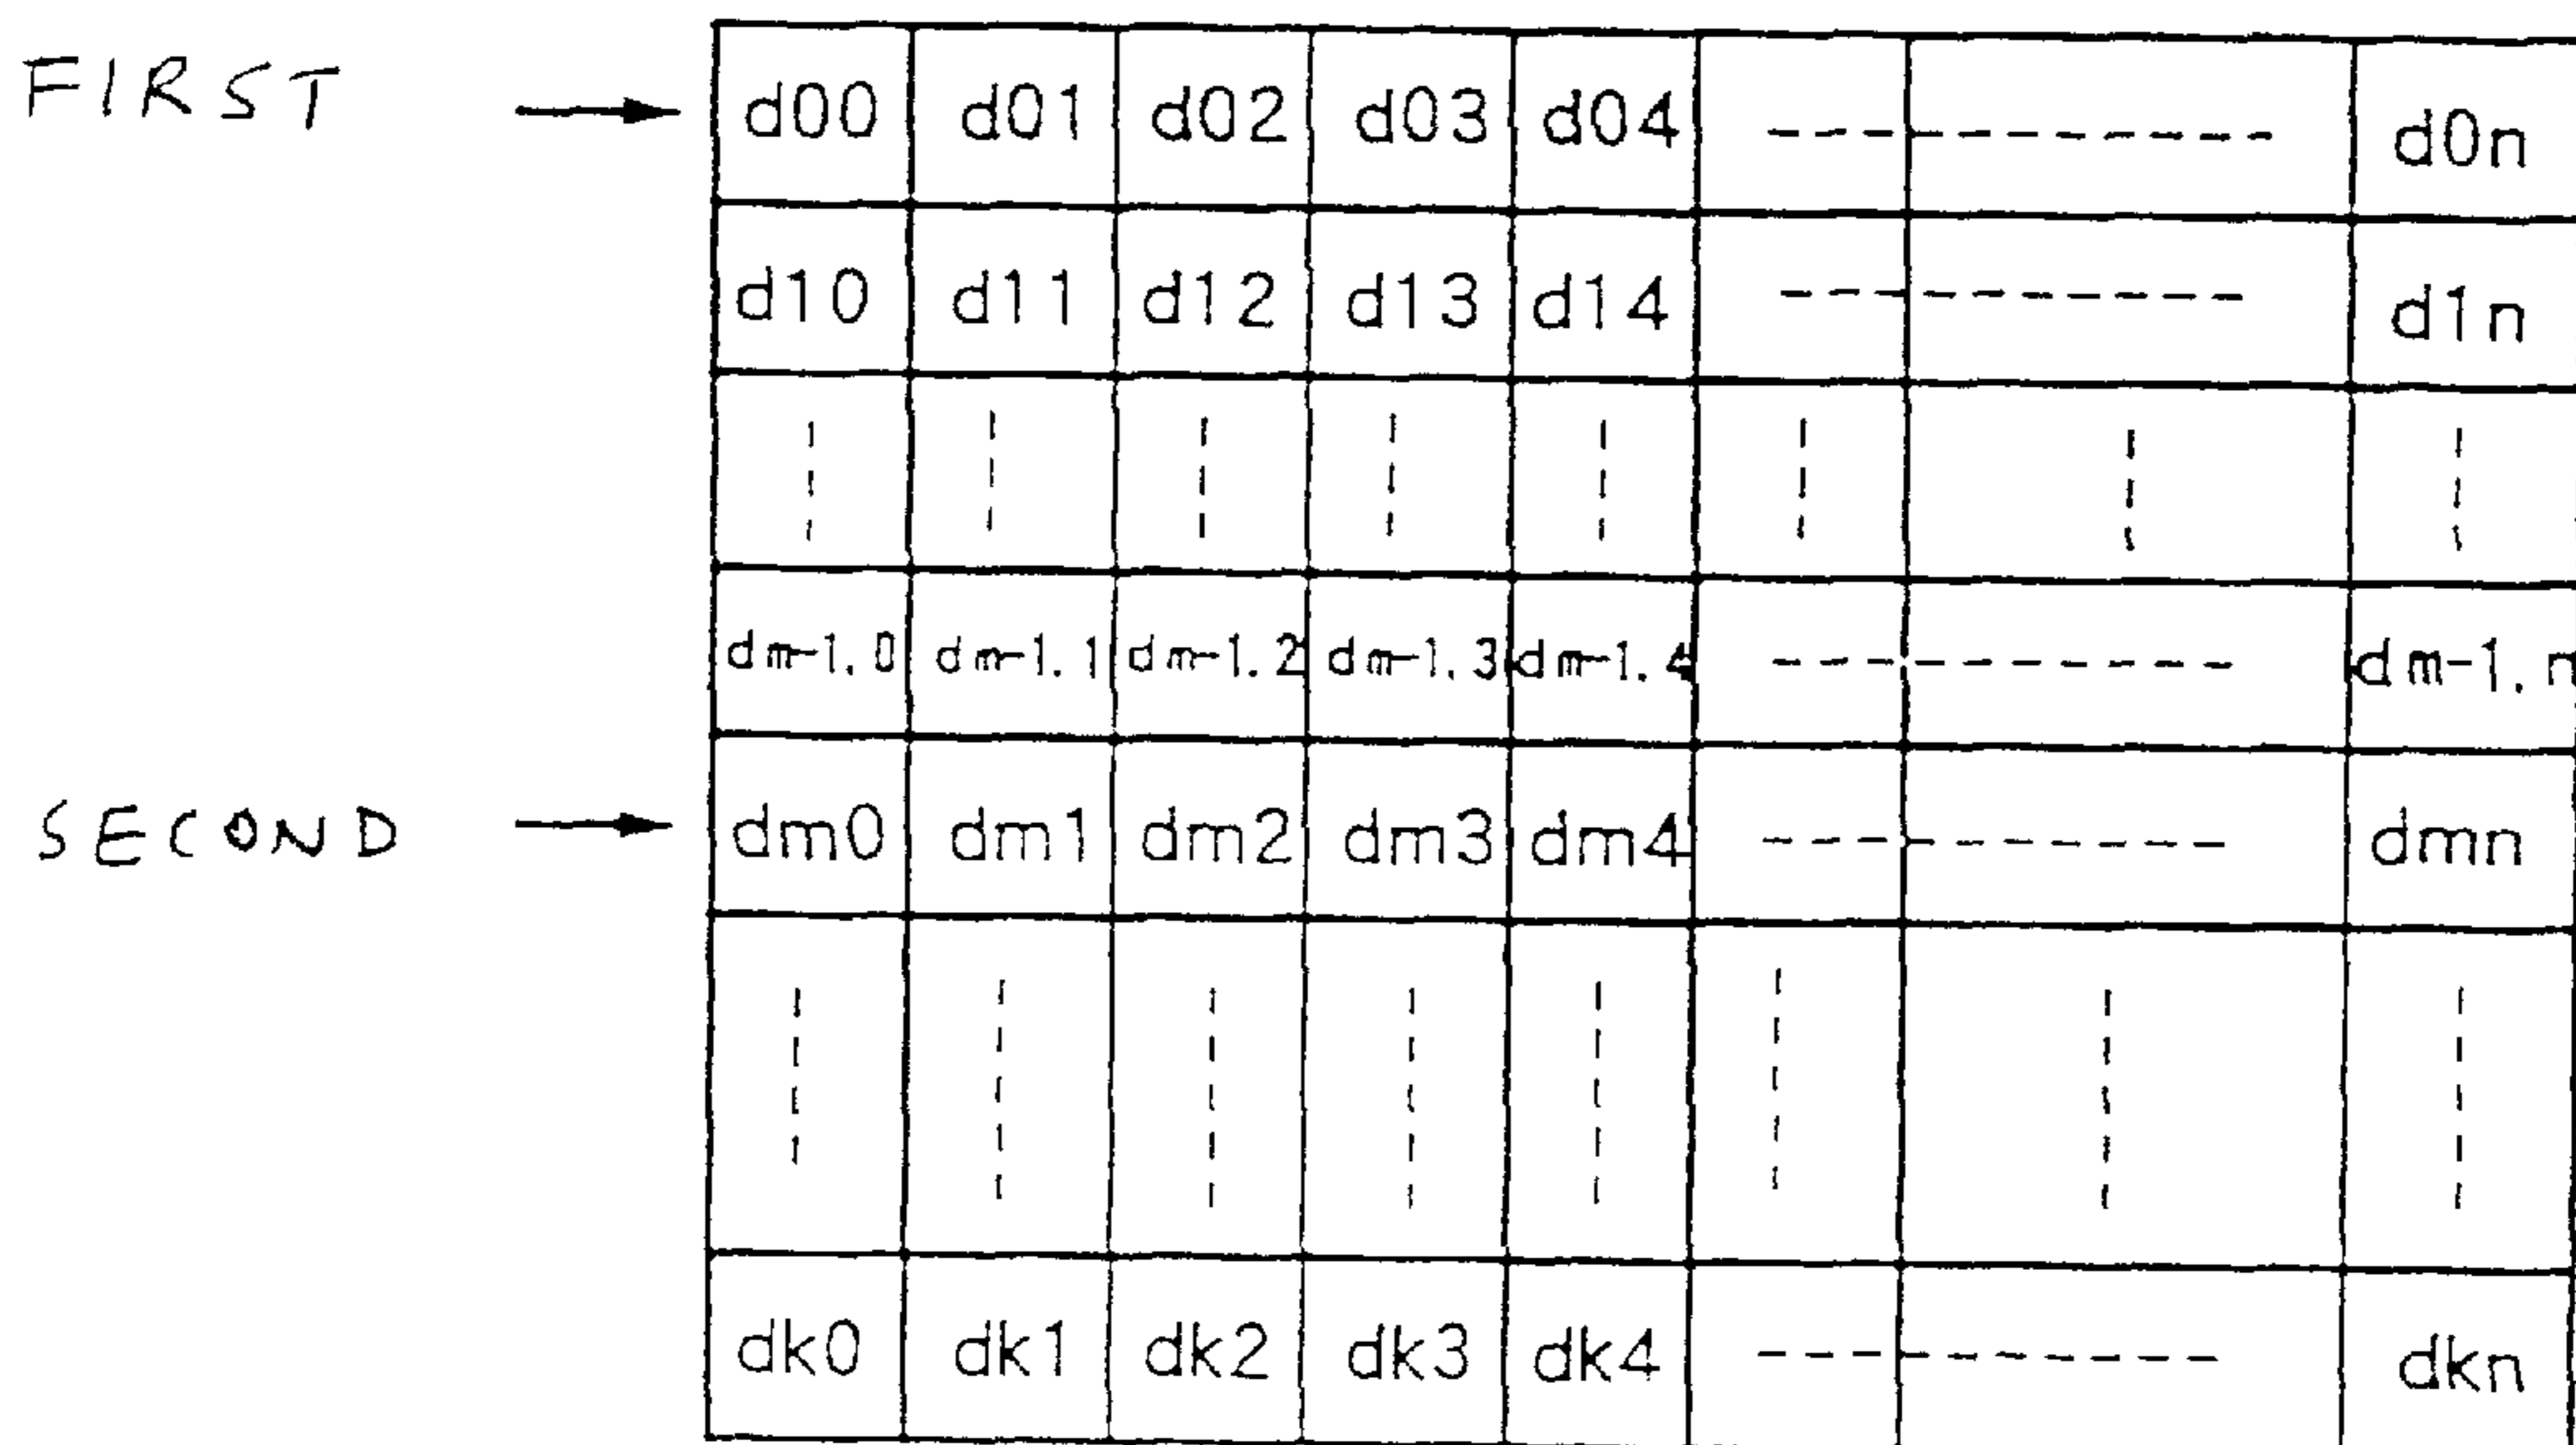 FIRST d00 d01 d02 d03 d04 d0n
d10 d11 d12 d13 d14 d1n
dm-1.0 dm-1.1 dm-1.2 dm-1.3 dm-1.4 dm-1.n
SECOND dm0 dm1 dm2 dm3 dm4 dmn
dk0 dk1 dk2 dk3 dk4 dkn